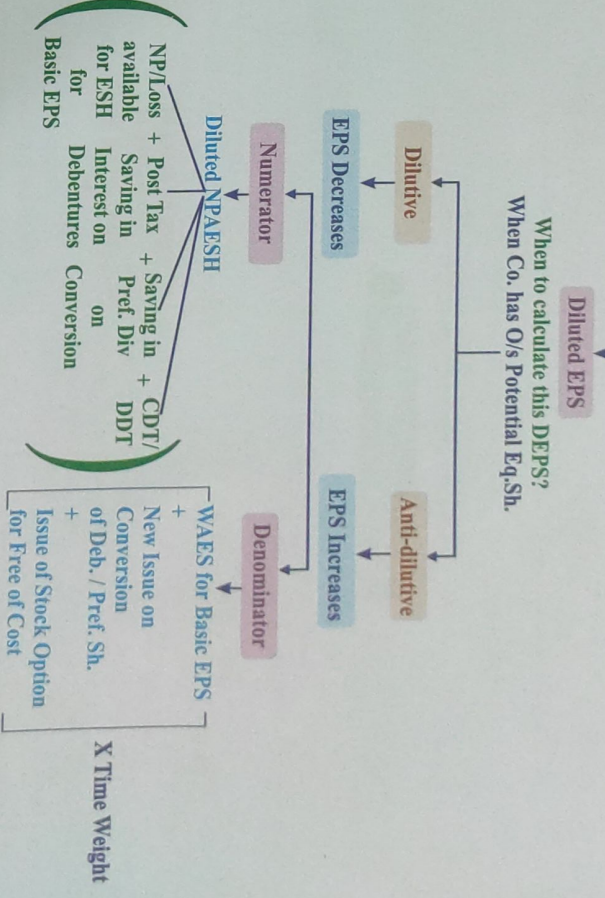 Diluted EPS
When to calculate this DEPS?
When Co. has O/s Potential Eq.Sh.
Dilutive
Anti-dilutive
EPS Decreases
EPS Increases
Numerator
Denominator
Diluted NPAESH
NP/Loss + Post Tax + Saving in + CDT/
available Saving in Pref. Div DDT
for ESH Interest on on
for Debentures Conversion
Basic EPS
WAES for Basic EPS
+
New Issue on
Conversion
of Deb. / Pref. Sh.
+
Issue of Stock Option
for Free of Cost
X Time Weight